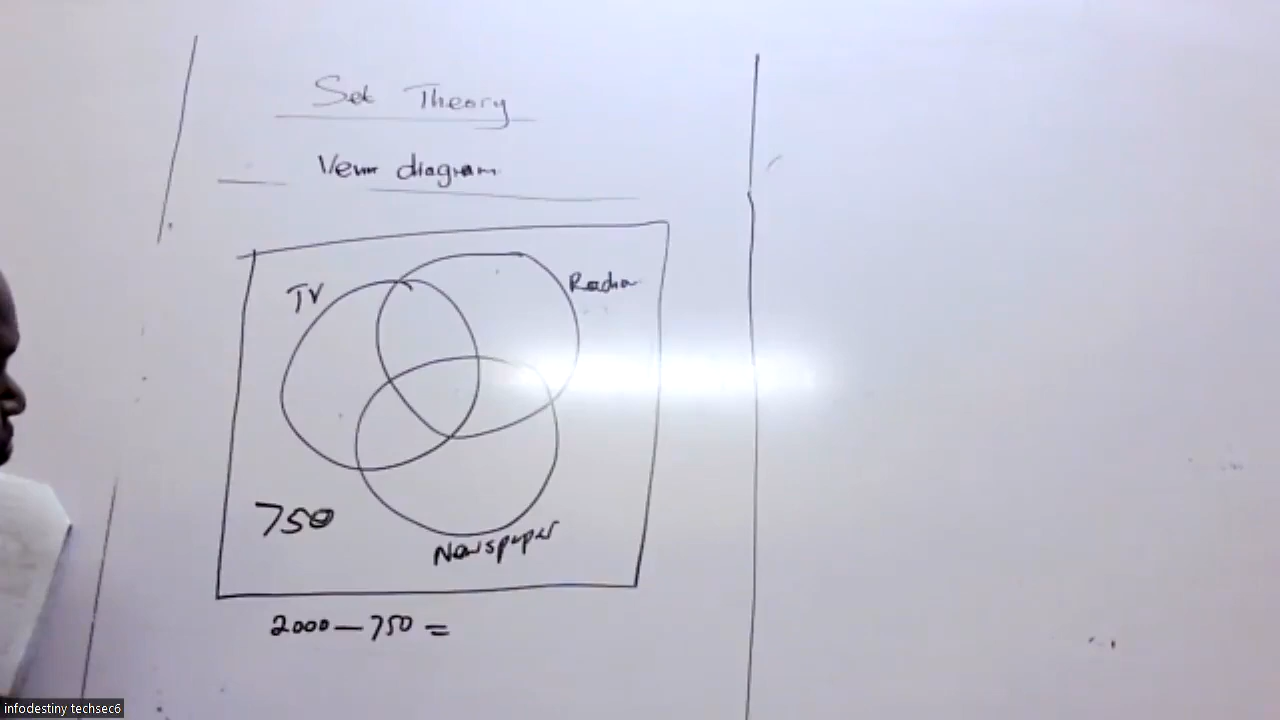 Set Theory
Venn diagram
TV
Radio
750
Newspaper
2000 — 750 =
infodestiny techsec6